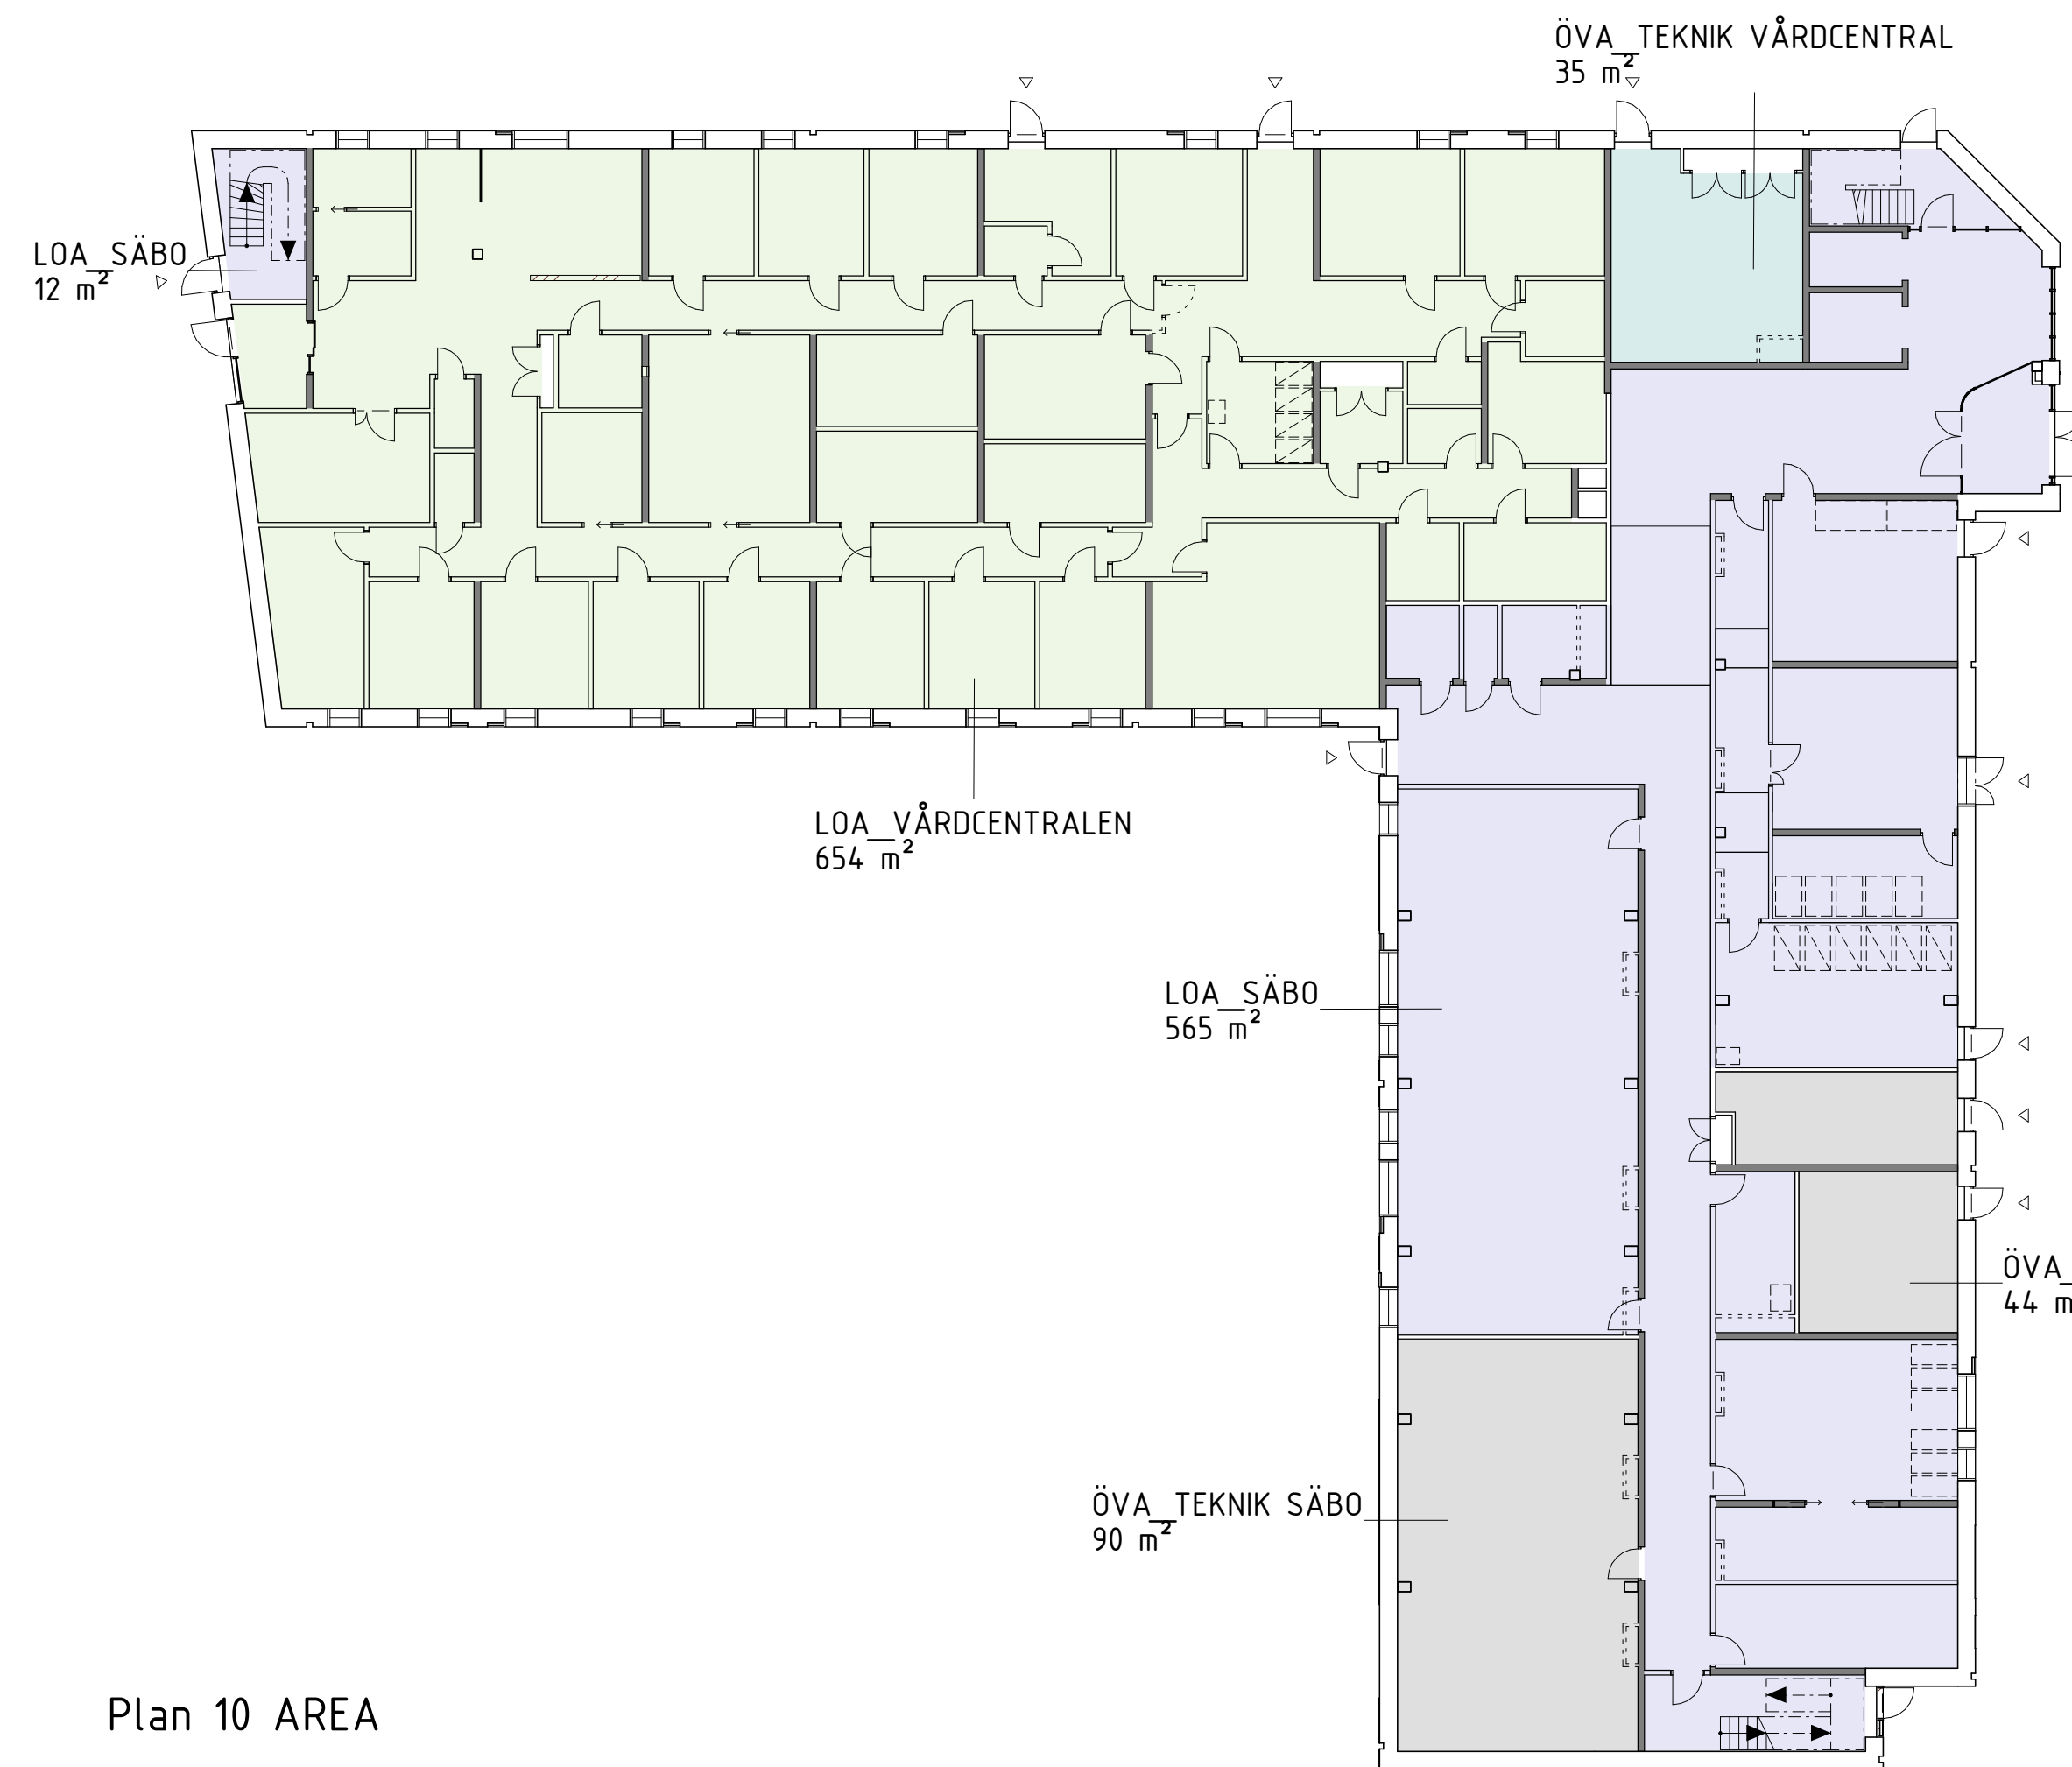 ÖVA_TEKNIK VÅRDCENTRAL
35 m²
LOA_SÄBO
12 m²
LOA_VÅRDCENTRALEN
654 m²
LOA_SÄBO
565 m²
ÖVA_
44 m
ÖVA_TEKNIK SÄBO
90 m²
Plan 10 AREA